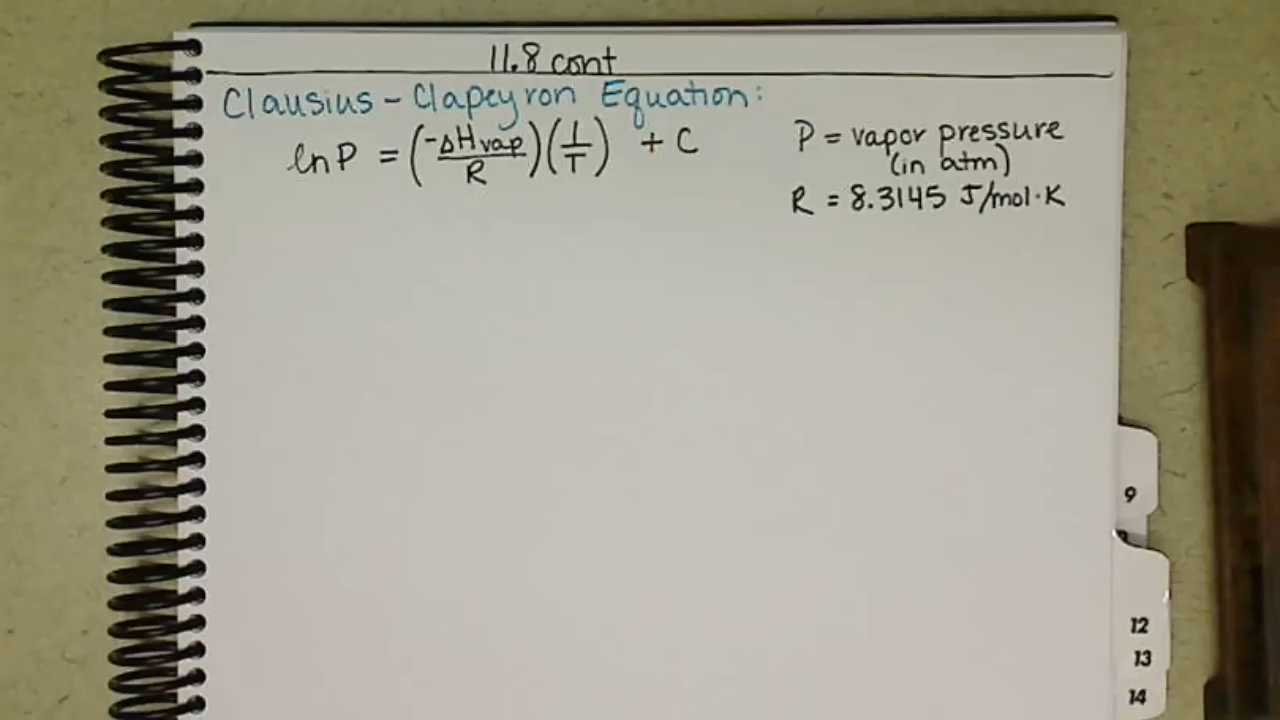 11.8 cont
Clausius - Clapeyron Equation:
ln P = (-ΔHvap/R)(1/T) + C
P = vapor pressure
(in atm)
R = 8.3145 J/mol·K
9
12
13
14